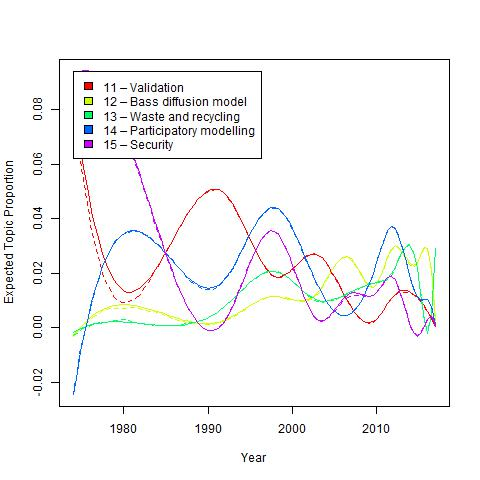 11 – Validation
12 – Bass diffusion model
13 – Waste and recycling
14 – Participatory modelling
15 – Security
Expected Topic Proportion
0.08
0.06
0.04
0.02
0.00
-0.02
1980 1990 2000 2010
Year